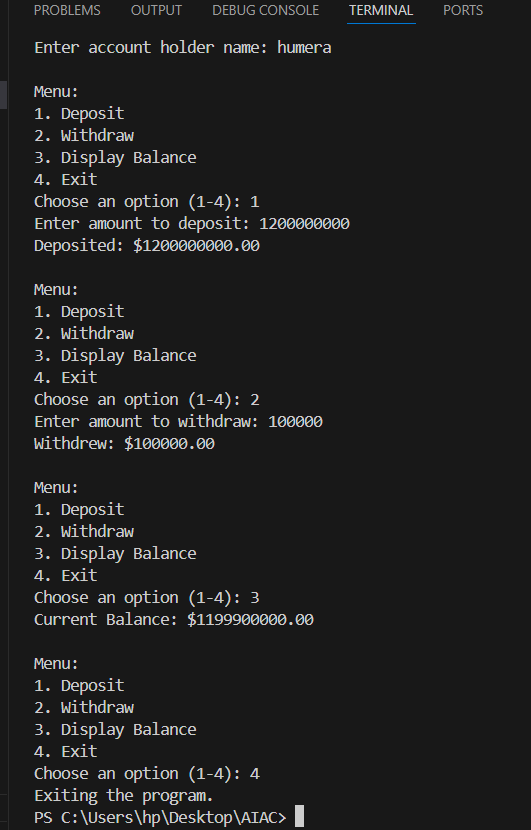 PROBLEMS OUTPUT DEBUG CONSOLE TERMINAL PORTS
Enter account holder name: humera
Menu:
1. Deposit
2. Withdraw
3. Display Balance
4. Exit
Choose an option (1-4): 1
Enter amount to deposit: 1200000000
Deposited: $1200000000.00
Menu:
1. Deposit
2. Withdraw
3. Display Balance
4. Exit
Choose an option (1-4): 2
Enter amount to withdraw: 100000
Withdrew: $100000.00
Menu:
1. Deposit
2. Withdraw
3. Display Balance
4. Exit
Choose an option (1-4): 3
Current Balance: $1199900000.00
Menu:
1. Deposit
2. Withdraw
3. Display Balance
4. Exit
Choose an option (1-4): 4
Exiting the program.
PS C:\Users\hp\Desktop\AIAC>